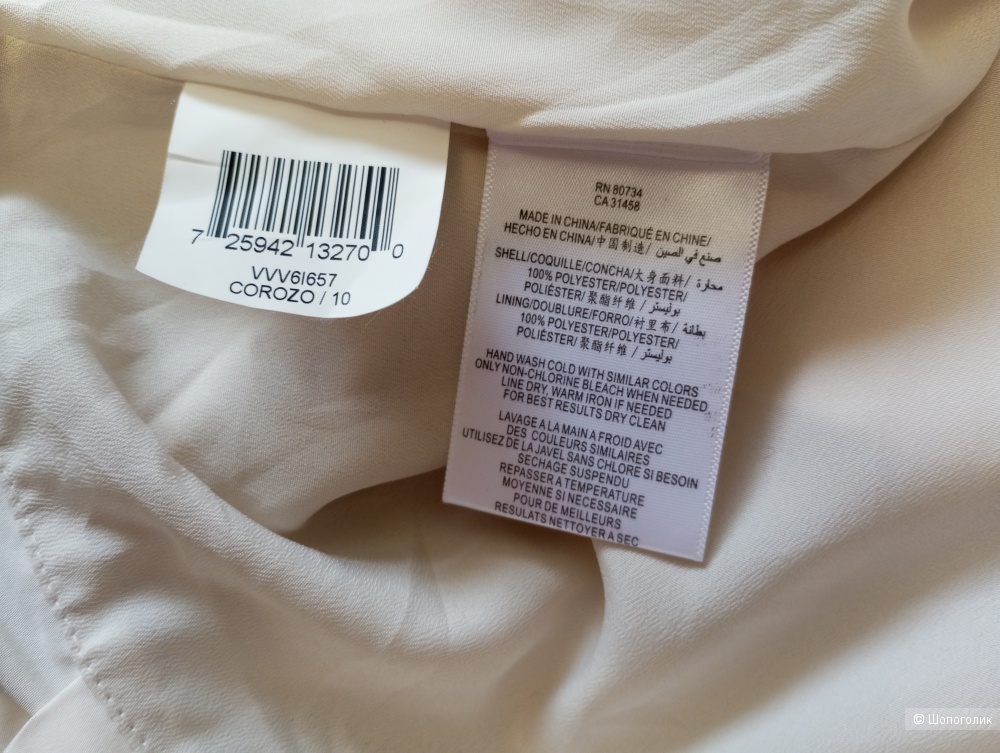 7 25942 13270 0
VVV6I657
COROZO / 10
RN 80734
CA 31458
MADE IN CHINA/FABRIQUÉ EN CHINE/
HECHO EN CHINA/中国制造/ صنع في الصين
SHELL/COQUILLE/CONCHA/大身面料/ محارة
100% POLYESTER/POLYESTER/
POLIÉSTER/聚酯纤维 / بوليستر
LINING/DOUBLURE/FORRO/衬里布/ بطانة
100% POLYESTER/POLYESTER/
POLIÉSTER/聚酯纤维 / بوليستر
HAND WASH COLD WITH SIMILAR COLORS
ONLY NON-CHLORINE BLEACH WHEN NEEDED
LINE DRY, WARM IRON IF NEEDED
FOR BEST RESULTS DRY CLEAN
LAVAGE A LA MAIN A FROID AVEC
DES COULEURS SIMILAIRES
UTILISEZ DE LA JAVEL SANS CHLORE SI BESOIN
SECHAGE SUSPENDU
REPASSER A TEMPERATURE
MOYENNE SI NECESSAIRE
POUR DE MEILLEURS
RESULATS NETTOYER A SEC
© Шопоголик